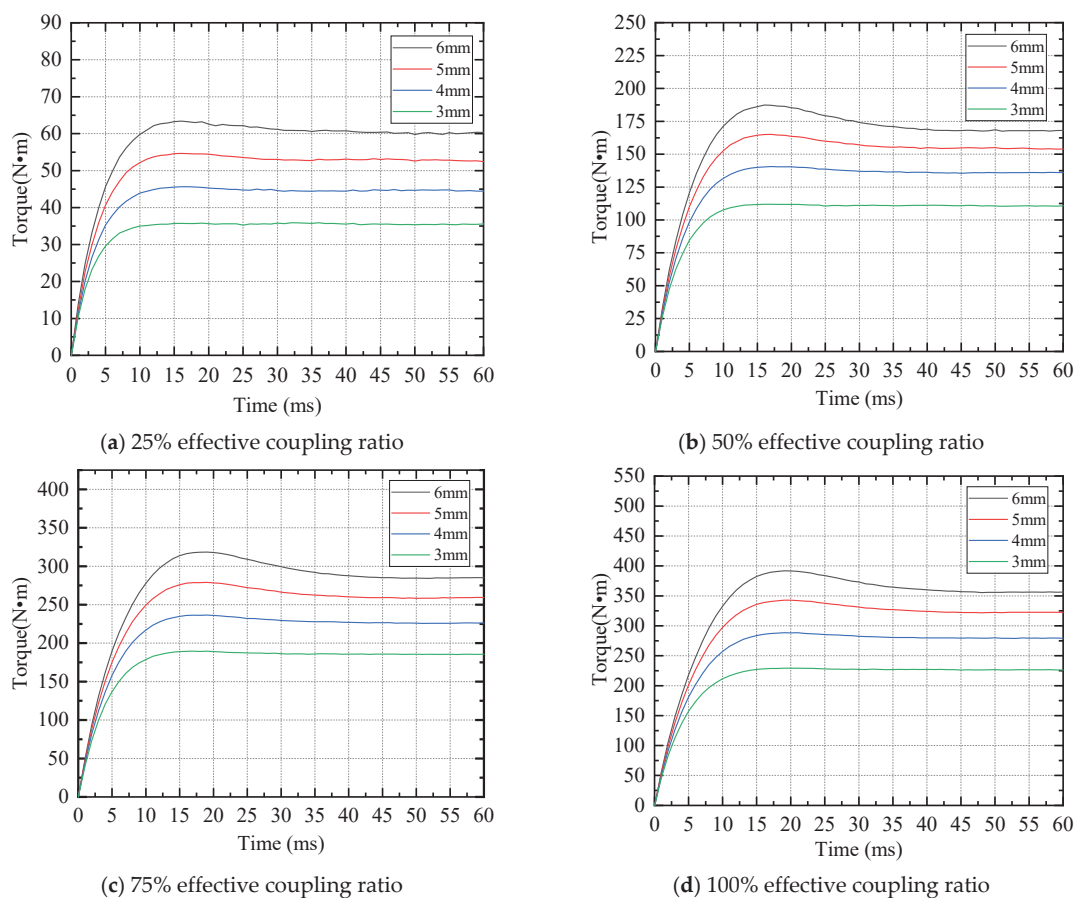 90
80
70
60
50
40
30
20
10
0
Torque(N•m)
6mm
5mm
4mm
3mm
0 5 10 15 20 25 30 35 40 45 50 55 60
Time (ms)
(a) 25% effective coupling ratio
250
225
200
175
150
125
100
75
50
25
0
Torque(N•m)
6mm
5mm
4mm
3mm
0 5 10 15 20 25 30 35 40 45 50 55 60
Time (ms)
(b) 50% effective coupling ratio
400
350
300
250
200
150
100
50
0
Torque(N•m)
6mm
5mm
4mm
3mm
0 5 10 15 20 25 30 35 40 45 50 55 60
Time (ms)
(c) 75% effective coupling ratio
550
500
450
400
350
300
250
200
150
100
50
0
Torque(N•m)
6mm
5mm
4mm
3mm
0 5 10 15 20 25 30 35 40 45 50 55 60
Time (ms)
(d) 100% effective coupling ratio